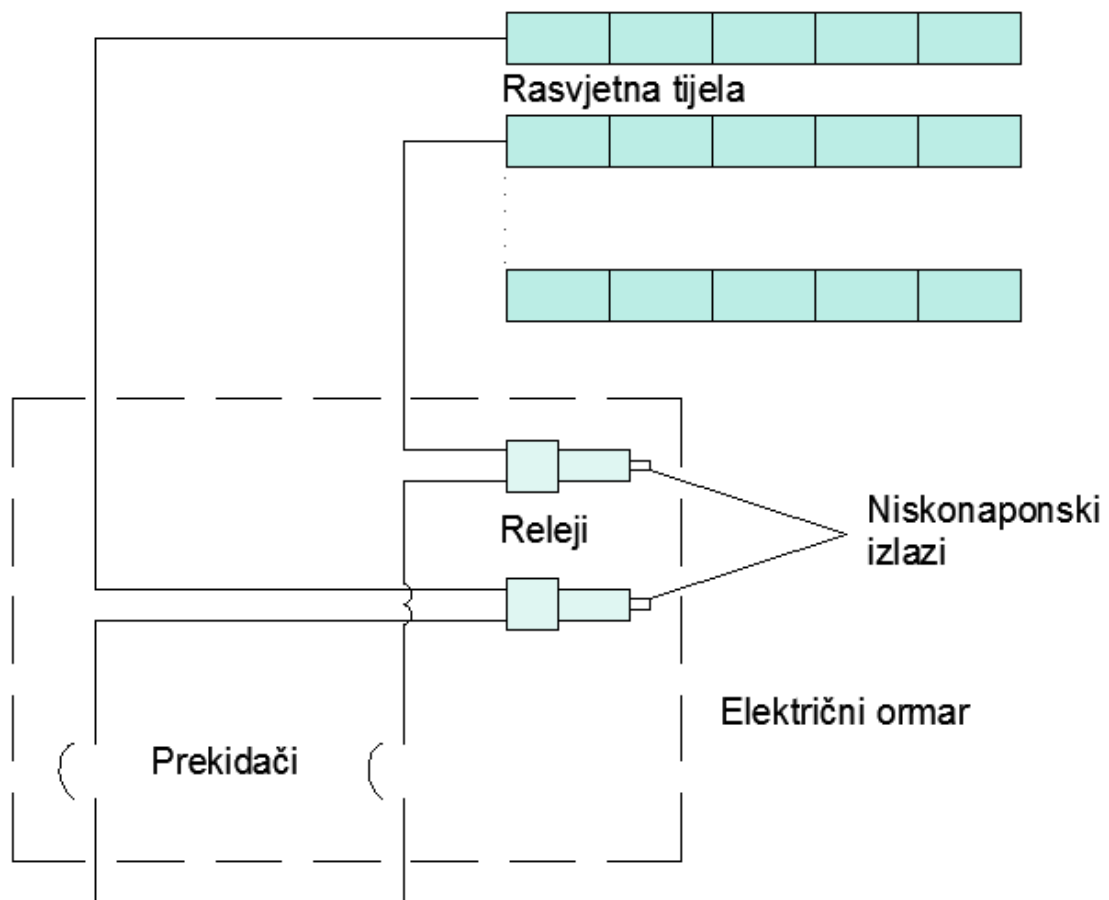 Rasvjetna tijela
Releji
Niskonaponski
izlazi
Električni ormar
Prekidači